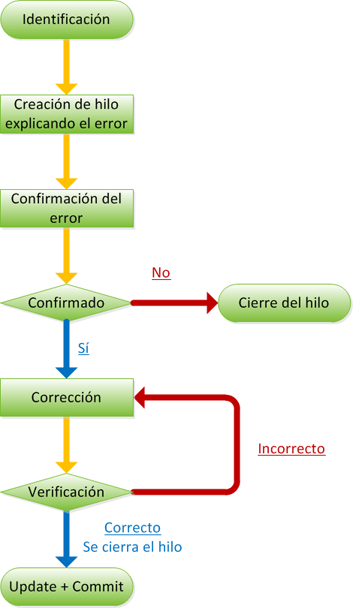 Identificación
Creación de hilo
explicando el error
Confirmación del
error
No
Confirmado
Cierre del hilo
Sí
Corrección
Incorrecto
Verificación
Correcto
Se cierra el hilo
Update + Commit